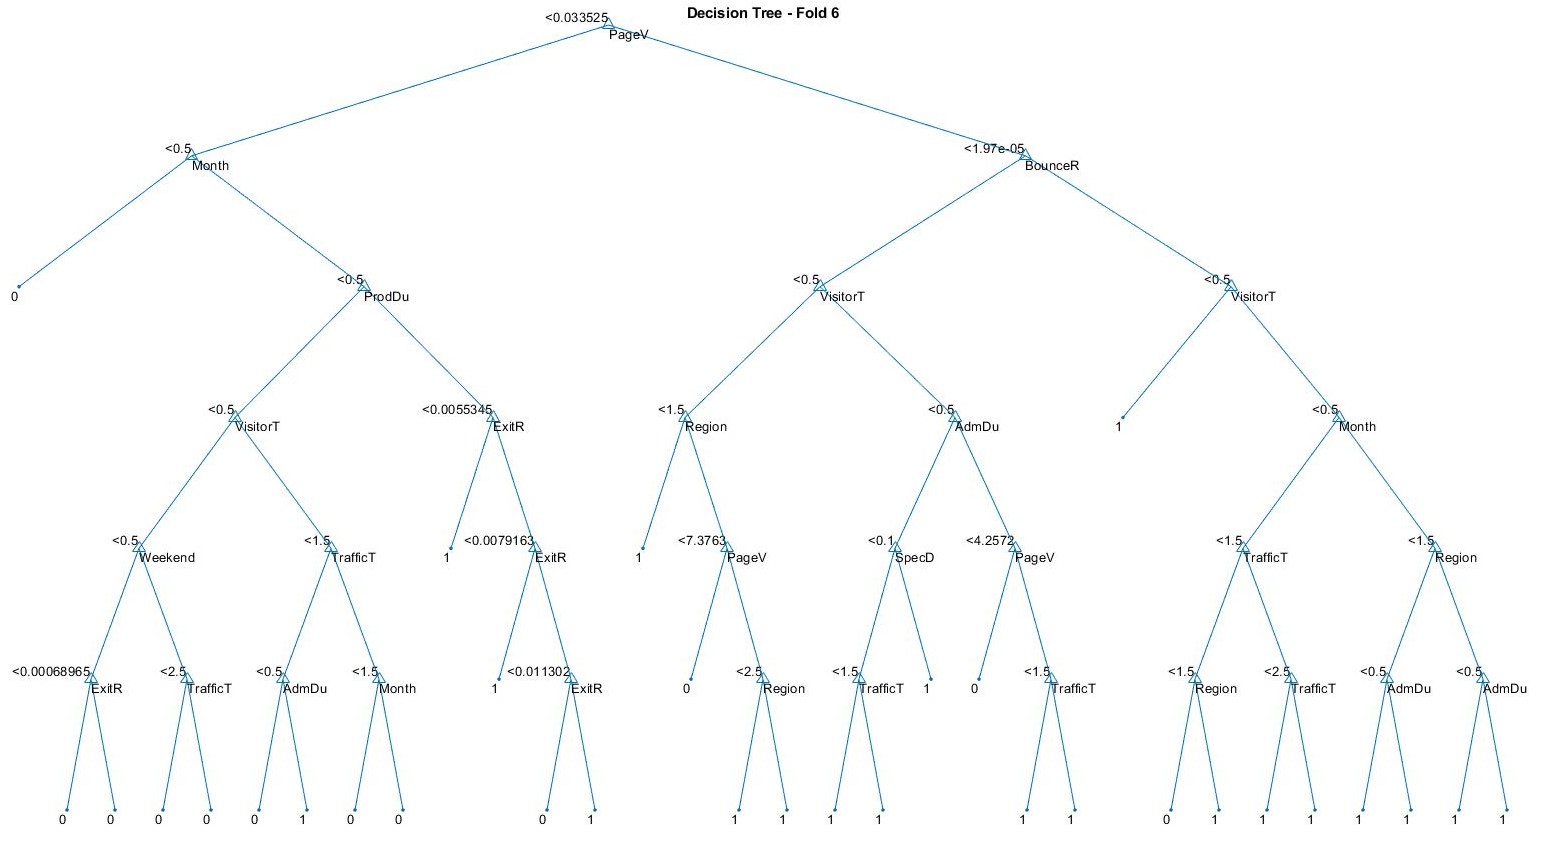 Decision Tree - Fold 6
<0.033525
PageV
<0.5
Month
<1.97e-05
BounceR
0
<0.5
ProdDu
<0.5
VisitorT
<0.5
VisitorT
<0.5
VisitorT
<0.0055345
ExitR
<1.5
Region
<0.5
AdmDu
1
<0.5
Month
<0.5
Weekend
<1.5
TrafficT
1
<0.0079163
ExitR
1
<7.3763
PageV
<0.1
SpecD
<4.2572
PageV
<1.5
TrafficT
<1.5
Region
<0.00068965
ExitR
<2.5
TrafficT
<0.5
AdmDu
<1.5
Month
1
<0.011302
ExitR
0
<2.5
Region
<1.5
TrafficT
1
0
<1.5
TrafficT
<1.5
Region
<2.5
TrafficT
<0.5
AdmDu
<0.5
AdmDu
0 0 0 0 0 1 0 0 0 1 1 1 1 1 1 1 0 1 1 1 1 1 1 1